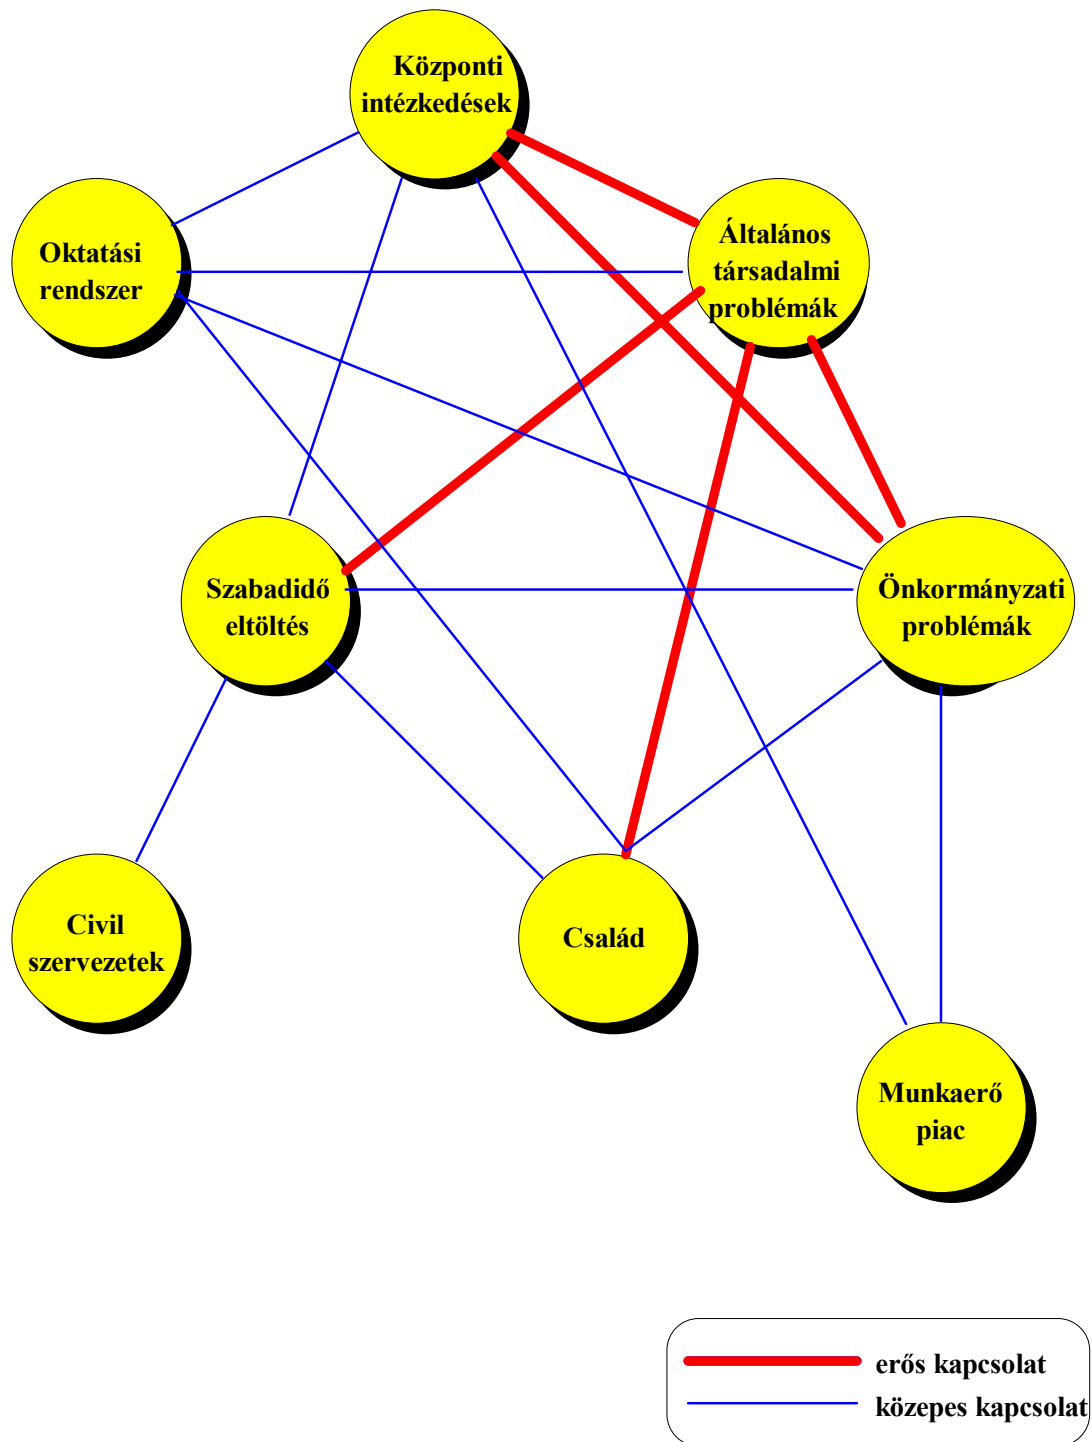 Központi
intézkedések
Oktatási
rendszer
Általános
társadalmi
problémák
Szabadidő
eltöltés
Önkormányzati
problémák
Civil
szervezetek
Család
Munkaerő
piac
erős kapcsolat
közepes kapcsolat